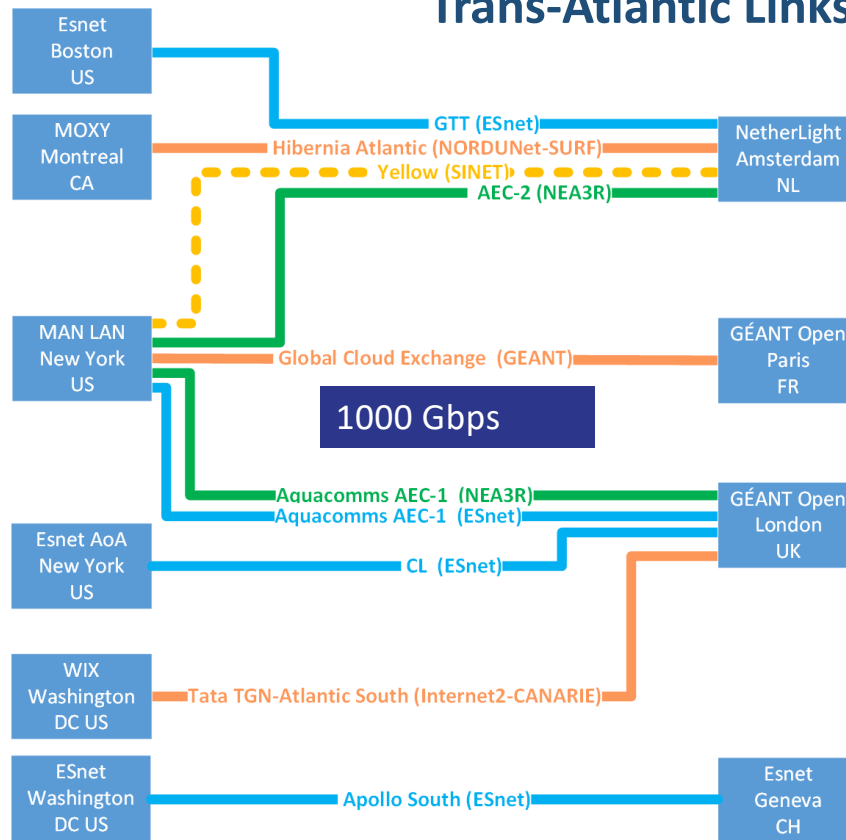 Trans-Atlantic Links
Esnet
Boston
US
GTT (ESnet)
MOXY
Montreal
CA
Hibernia Atlantic (NORDUNet-SURF)
NetherLight
Amsterdam
NL
Yellow (SINET)
AEC-2 (NEA3R)
MAN LAN
New York
US
Global Cloud Exchange (GEANT)
GÉANT Open
Paris
FR
1000 Gbps
Aquacomms AEC-1 (NEA3R)
Aquacomms AEC-1 (ESnet)
GÉANT Open
London
UK
Esnet AoA
New York
US
CL (ESnet)
WIX
Washington
DC US
Tata TGN-Atlantic South (Internet2-CANARIE)
ESnet
Washington
DC US
Apollo South (ESnet)
Esnet
Geneva
CH